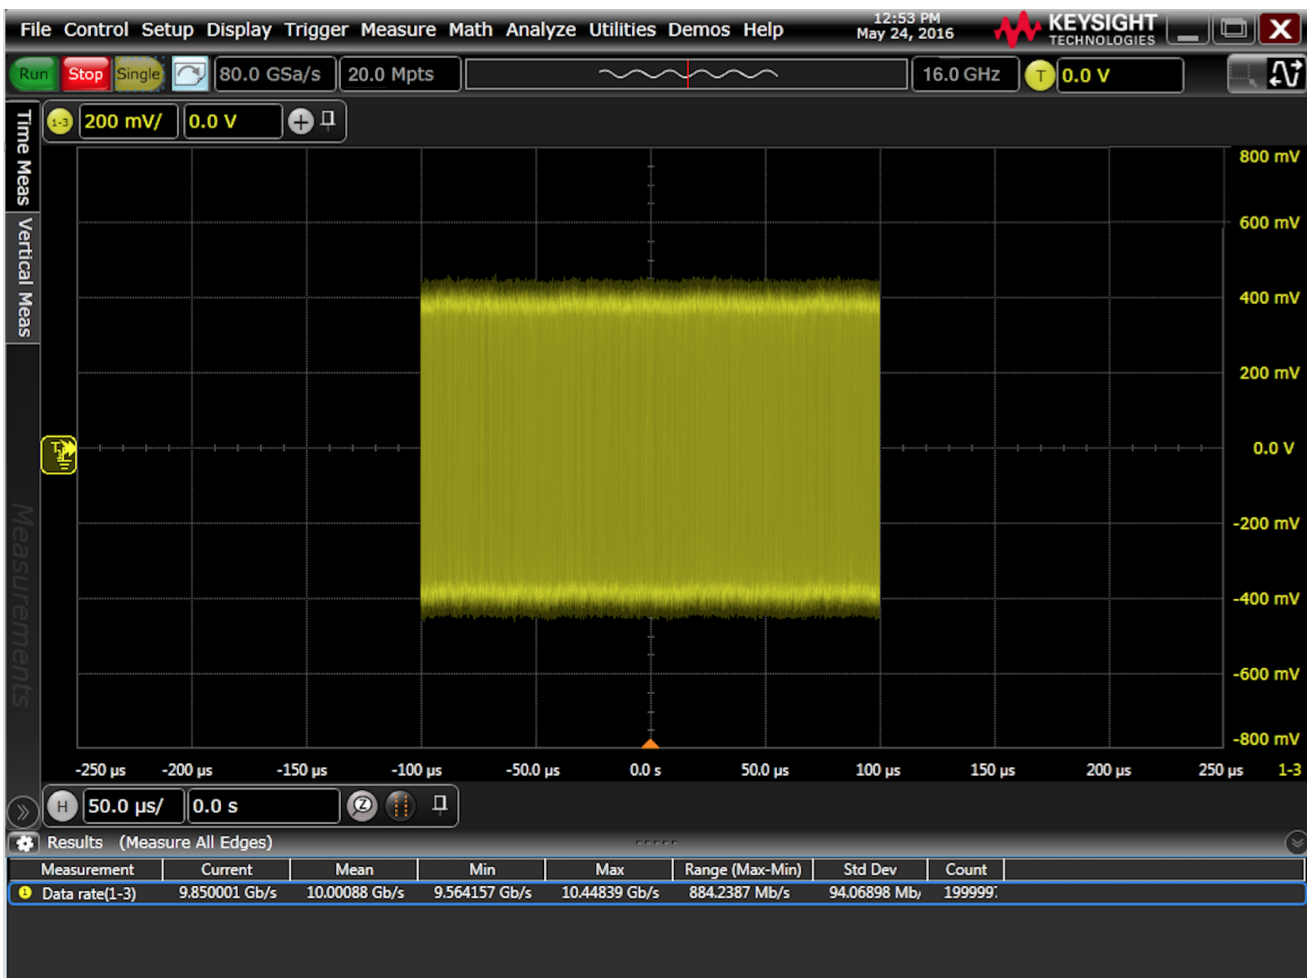 File Control Setup Display Trigger Measure Math Analyze Utilities Demos Help
12:53 PM
May 24, 2016
KEYSIGHT
TECHNOLOGIES
Run Stop Single 80.0 GSa/s 20.0 Mpts 16.0 GHz T 0.0 V
1-3 200 mV/ 0.0 V
Time Meas
Vertical Meas
Measurements
800 mV
600 mV
400 mV
200 mV
0.0 V
-200 mV
-400 mV
-600 mV
-800 mV
T
-250 µs -200 µs -150 µs -100 µs -50.0 µs 0.0 s 50.0 µs 100 µs 150 µs 200 µs 250 µs 1-3
H 50.0 µs/ 0.0 s Z
Results (Measure All Edges)
Measurement Current Mean Min Max Range (Max-Min) Std Dev Count
1 Data rate(1-3) 9.850001 Gb/s 10.00088 Gb/s 9.564157 Gb/s 10.44839 Gb/s 884.2387 Mb/s 94.06898 Mb/